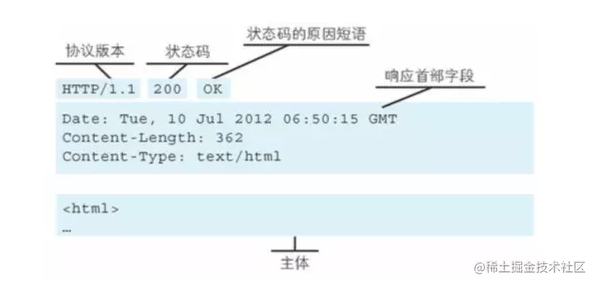 状态码的原因短语
协议版本 状态码
响应首部字段
HTTP/1.1 200 OK
Date: Tue, 10 Jul 2012 06:50:15 GMT
Content-Length: 362
Content-Type: text/html
<html>
…
主体
@稀土掘金技术社区